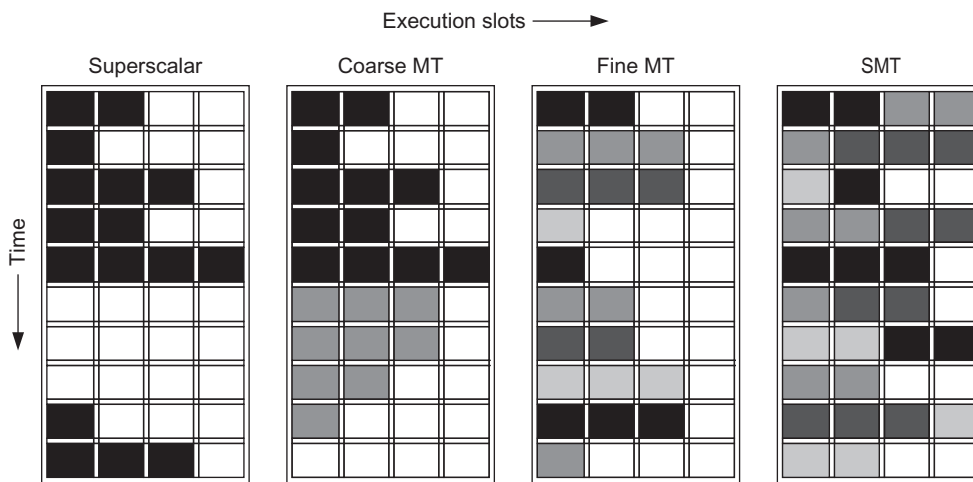 Execution slots
Superscalar
Coarse MT
Fine MT
SMT
Time